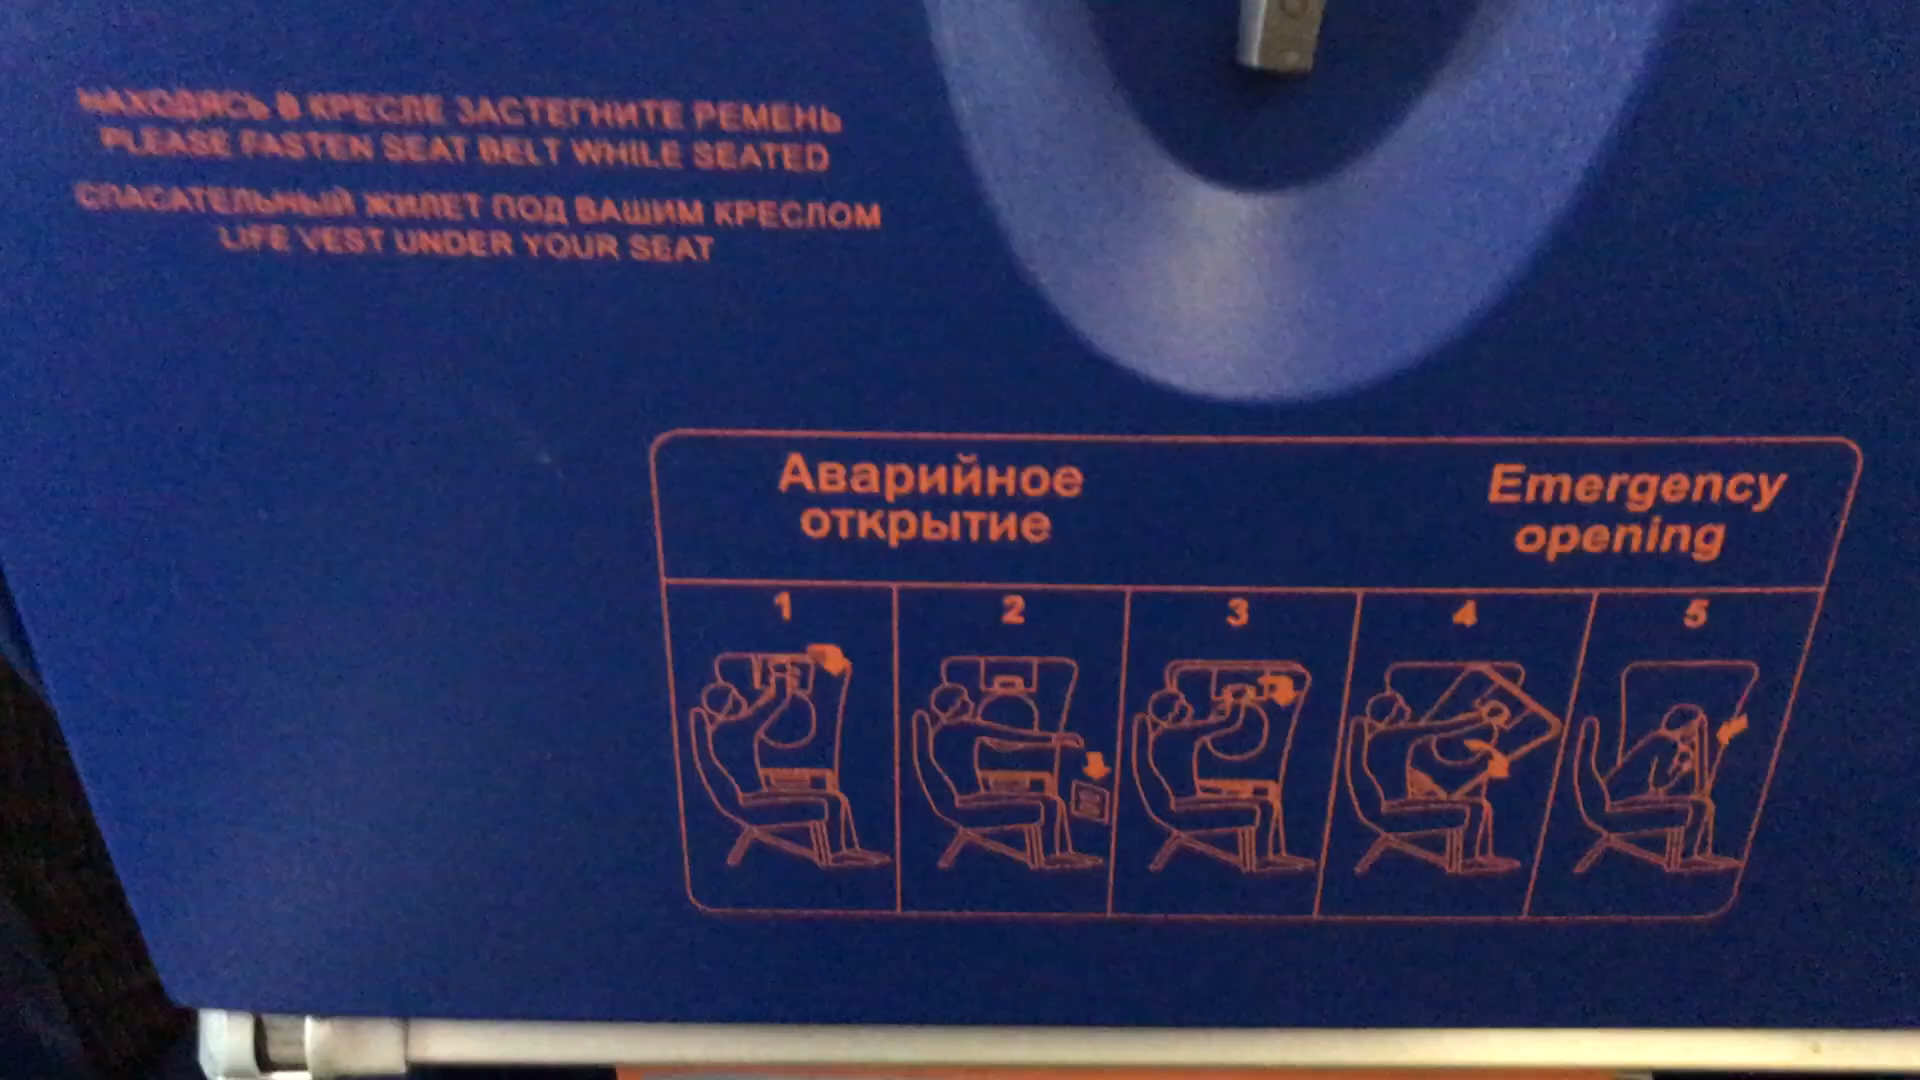 НАХОДЯСЬ В КРЕСЛЕ ЗАСТЕГНИТЕ РЕМЕНЬ
PLEASE FASTEN SEAT BELT WHILE SEATED
СПАСАТЕЛЬНЫЙ ЖИЛЕТ ПОД ВАШИМ КРЕСЛОМ
LIFE VEST UNDER YOUR SEAT
Аварийное
открытие
Emergency
opening
1 2 3 4 5